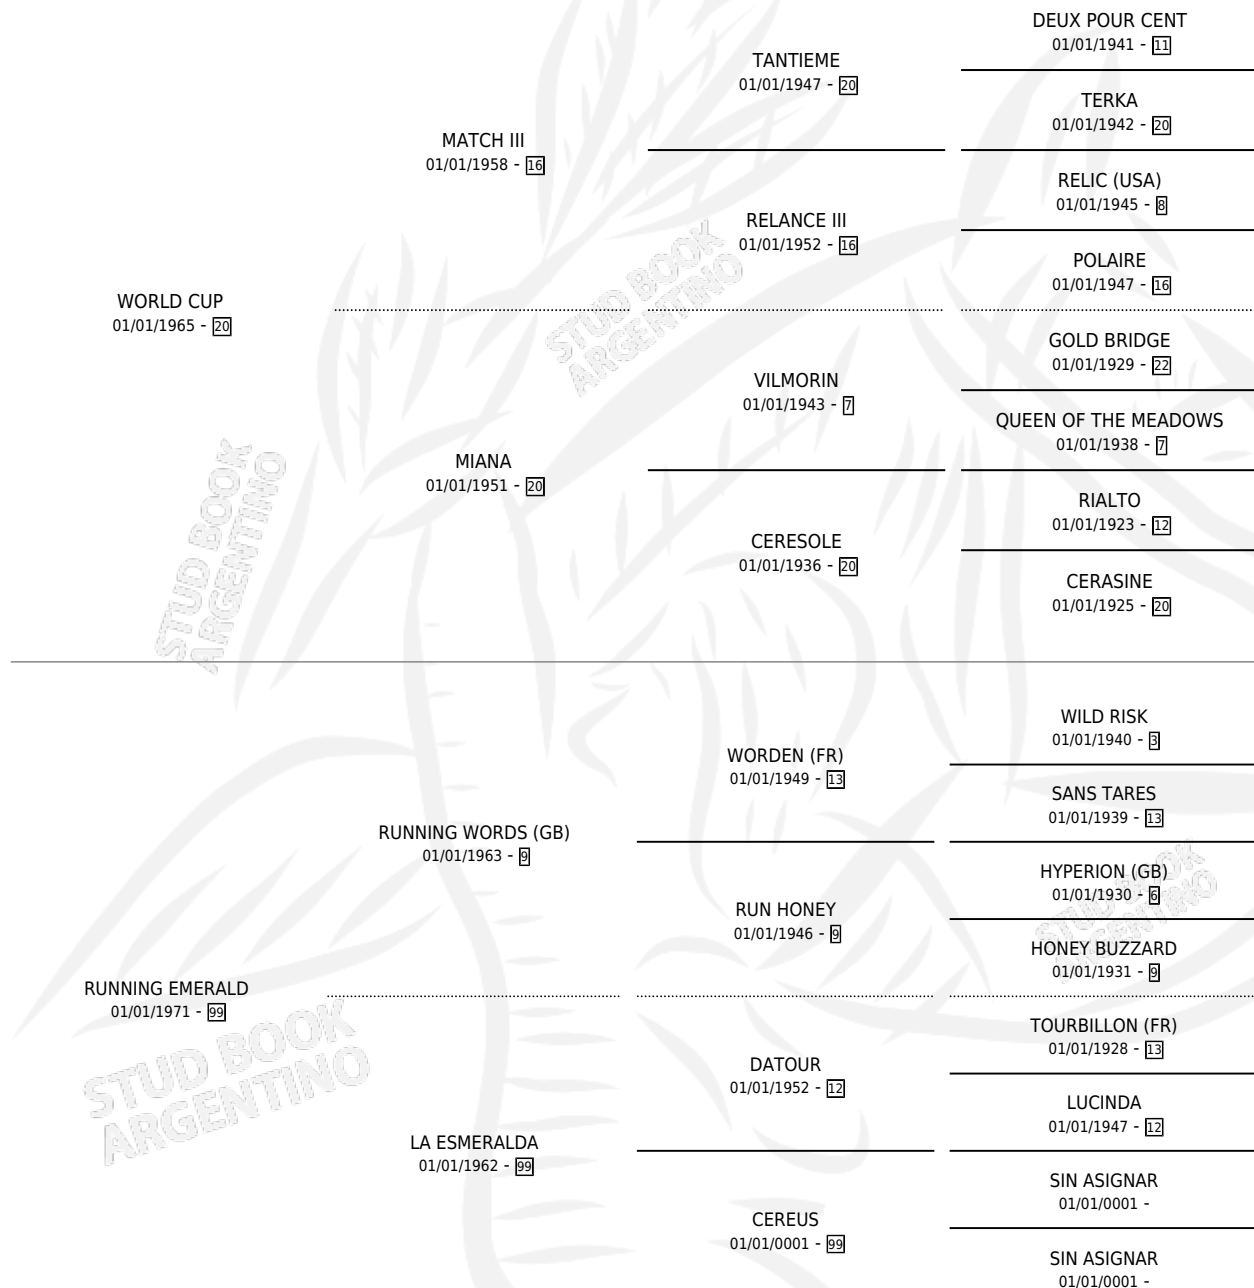 DEUX POUR CENT
01/01/1941 - 11
TANTIEME
01/01/1947 - 20
TERKA
01/01/1942 - 20
MATCH III
01/01/1958 - 16
RELIC (USA)
01/01/1945 - 8
RELANCE III
01/01/1952 - 16
POLAIRE
01/01/1947 - 16
WORLD CUP
01/01/1965 - 20
GOLD BRIDGE
01/01/1929 - 22
VILMORIN
01/01/1943 - 7
QUEEN OF THE MEADOWS
01/01/1938 - 7
MIANA
01/01/1951 - 20
RIALTO
01/01/1923 - 12
CERESOLE
01/01/1936 - 20
CERASINE
01/01/1925 - 20
STUD BOOK
ARGENTINO
STUD BOOK
ARGENTINO
WILD RISK
01/01/1940 - 3
WORDEN (FR)
01/01/1949 - 13
SANS TARES
01/01/1939 - 13
RUNNING WORDS (GB)
01/01/1963 - 9
HYPERION (GB)
01/01/1930 - 6
RUN HONEY
01/01/1946 - 9
HONEY BUZZARD
01/01/1931 - 9
STUD BOOK
ARGENTINO
RUNNING EMERALD
01/01/1971 - 99
TOURBILLON (FR)
01/01/1928 - 13
DATOUR
01/01/1952 - 12
LUCINDA
01/01/1947 - 12
STUD BOOK
ARGENTINO
LA ESMERALDA
01/01/1962 - 99
SIN ASIGNAR
01/01/0001 -
CEREUS
01/01/0001 - 99
SIN ASIGNAR
01/01/0001 -